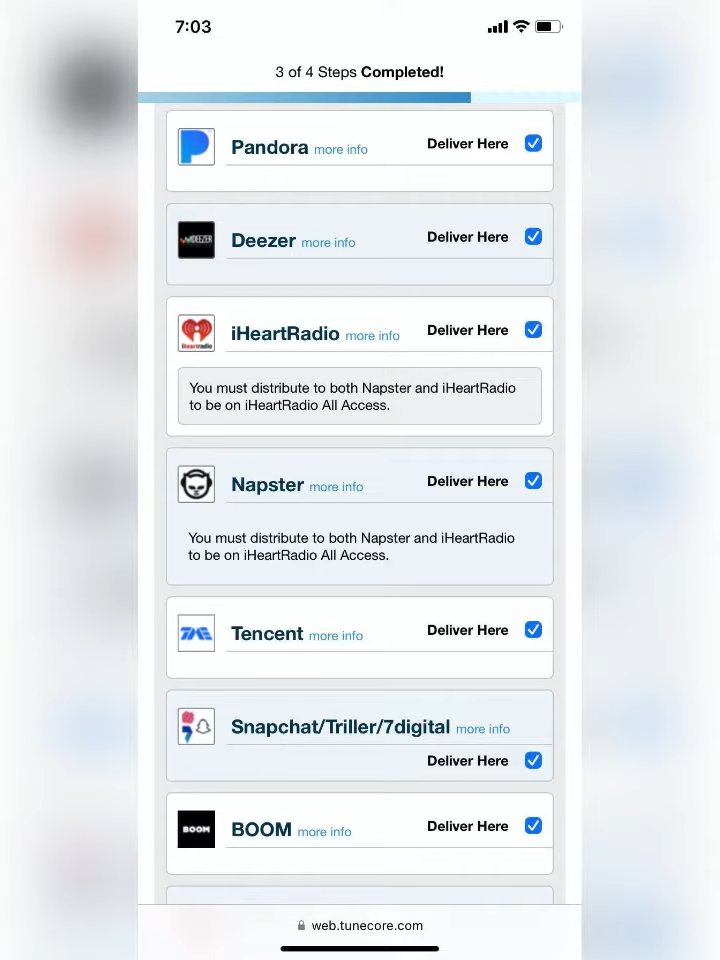 7:03
3 of 4 Steps Completed!
Pandora more info Deliver Here
DEEZER
Deezer more info Deliver Here
iHeartRadio more info Deliver Here
iHeartRADIO
You must distribute to both Napster and iHeartRadio
to be on iHeartRadio All Access.
Napster more info Deliver Here
You must distribute to both Napster and iHeartRadio
to be on iHeartRadio All Access.
TME
Tencent more info Deliver Here
Snapchat/Triller/7digital more info
Deliver Here
BOOM
BOOM more info Deliver Here
web.tunecore.com